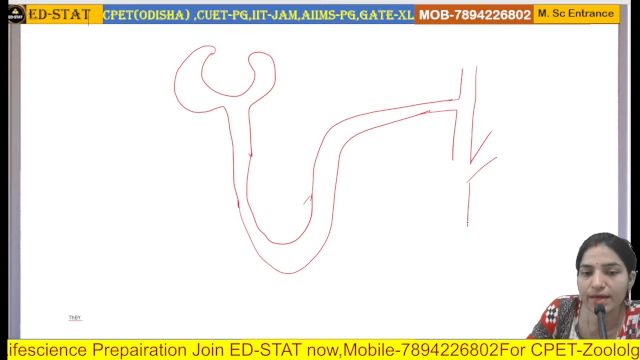 ED-STAT CPET(ODISHA) ,CUET-PG,IIT-JAM,AIIMS-PG,GATE-XL MOB-7894226802 M. Sc Entrance
ifescience Prepairation Join ED-STAT now,Mobile-7894226802For CPET-Zoololg